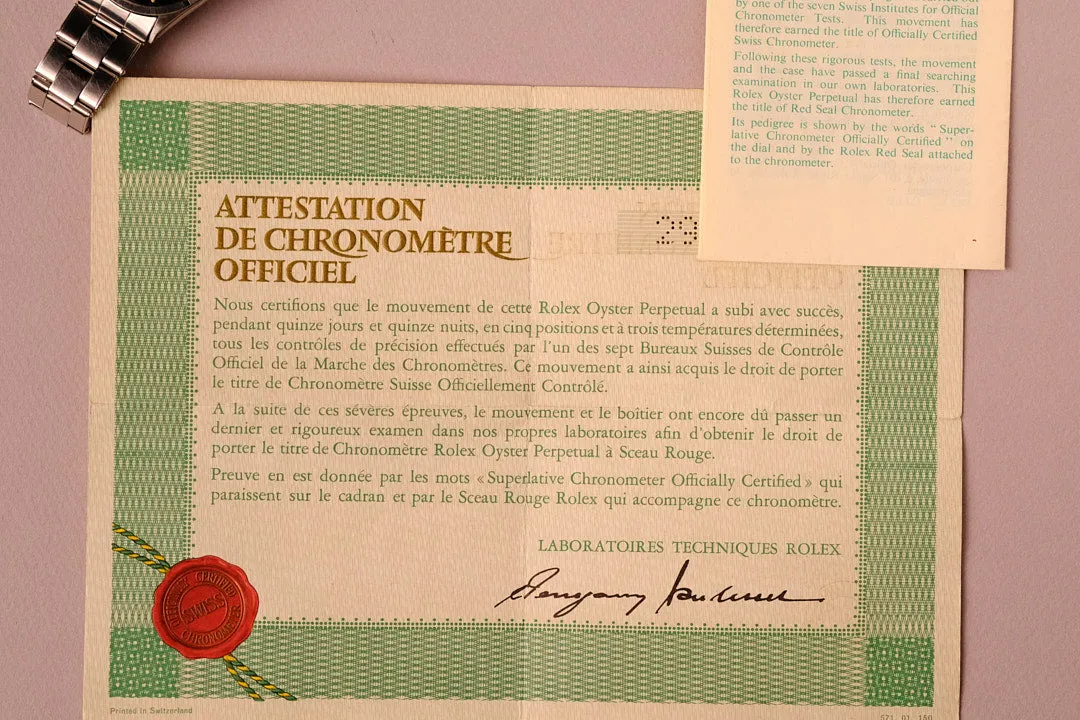 by one of the seven Swiss Institutes for Official
Chronometer Tests. This movement has
therefore earned the title of Officially Certified
Swiss Chronometer.
Following these rigorous tests, the movement
and the case have passed a final searching
examination in our own laboratories. This
Rolex Oyster Perpetual has therefore earned
the title of Red Seal Chronometer.
Its pedigree is shown by the words "Super-
lative Chronometer Officially Certified" on
the dial and by the Rolex Red Seal attached
to the chronometer.
ATTESTATION
DE CHRONOMÈTRE
OFFICIEL
29
Nous certifions que le mouvement de cette Rolex Oyster Perpetual a subi avec succès,
pendant quinze jours et quinze nuits, en cinq positions et à trois températures déterminées,
tous les contrôles de précision effectués par l'un des sept Bureaux Suisses de Contrôle
Officiel de la Marche des Chronomètres. Ce mouvement a ainsi acquis le droit de porter
le titre de Chronomètre Suisse Officiellement Contrôlé.
A la suite de ces sévères épreuves, le mouvement et le boîtier ont encore dû passer un
dernier et rigoureux examen dans nos propres laboratoires afin d'obtenir le droit de
porter le titre de Chronomètre Rolex Oyster Perpetual à Sceau Rouge.
Preuve en est donnée par les mots «Superlative Chronometer Officially Certified» qui
paraissent sur le cadran et par le Sceau Rouge Rolex qui accompagne ce chronomètre.
LABORATOIRES TECHNIQUES ROLEX
OFFICIALLY CERTIFIED
SWISS
CHRONOMETER
Printed in Switzerland
571.01.150